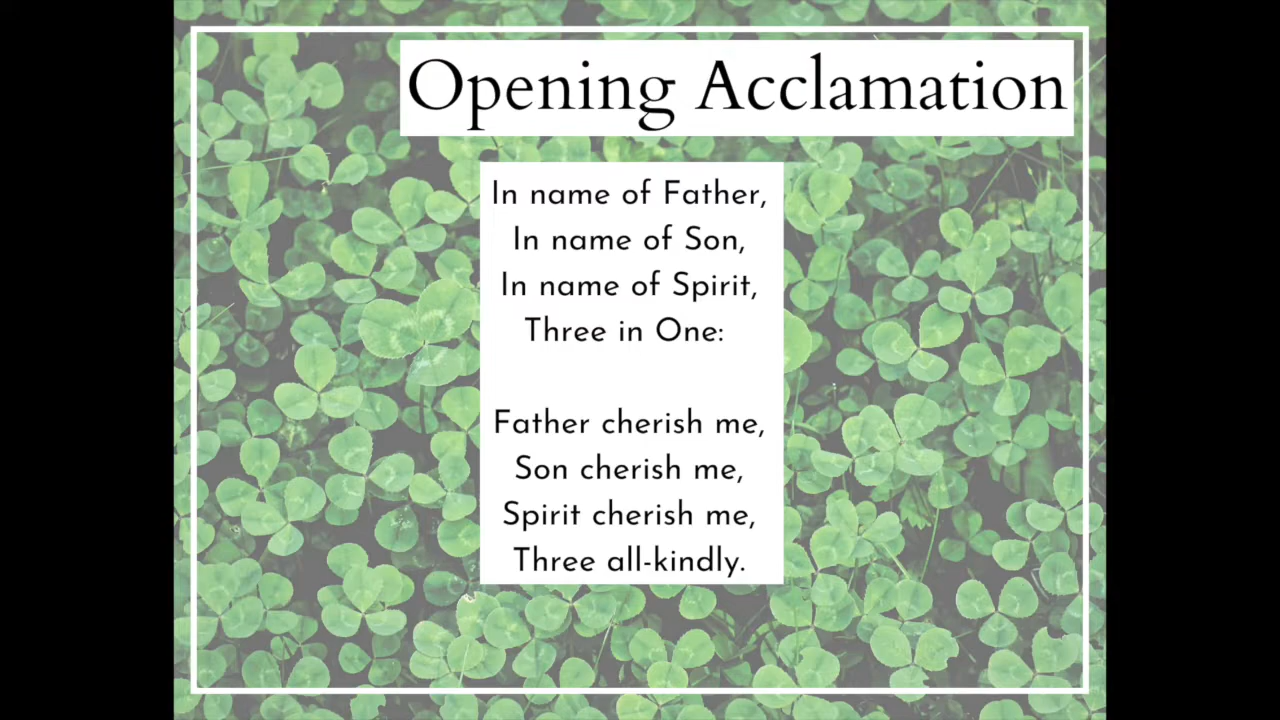 Opening Acclamation
In name of Father,
In name of Son,
In name of Spirit,
Three in One:
Father cherish me,
Son cherish me,
Spirit cherish me,
Three all-kindly.